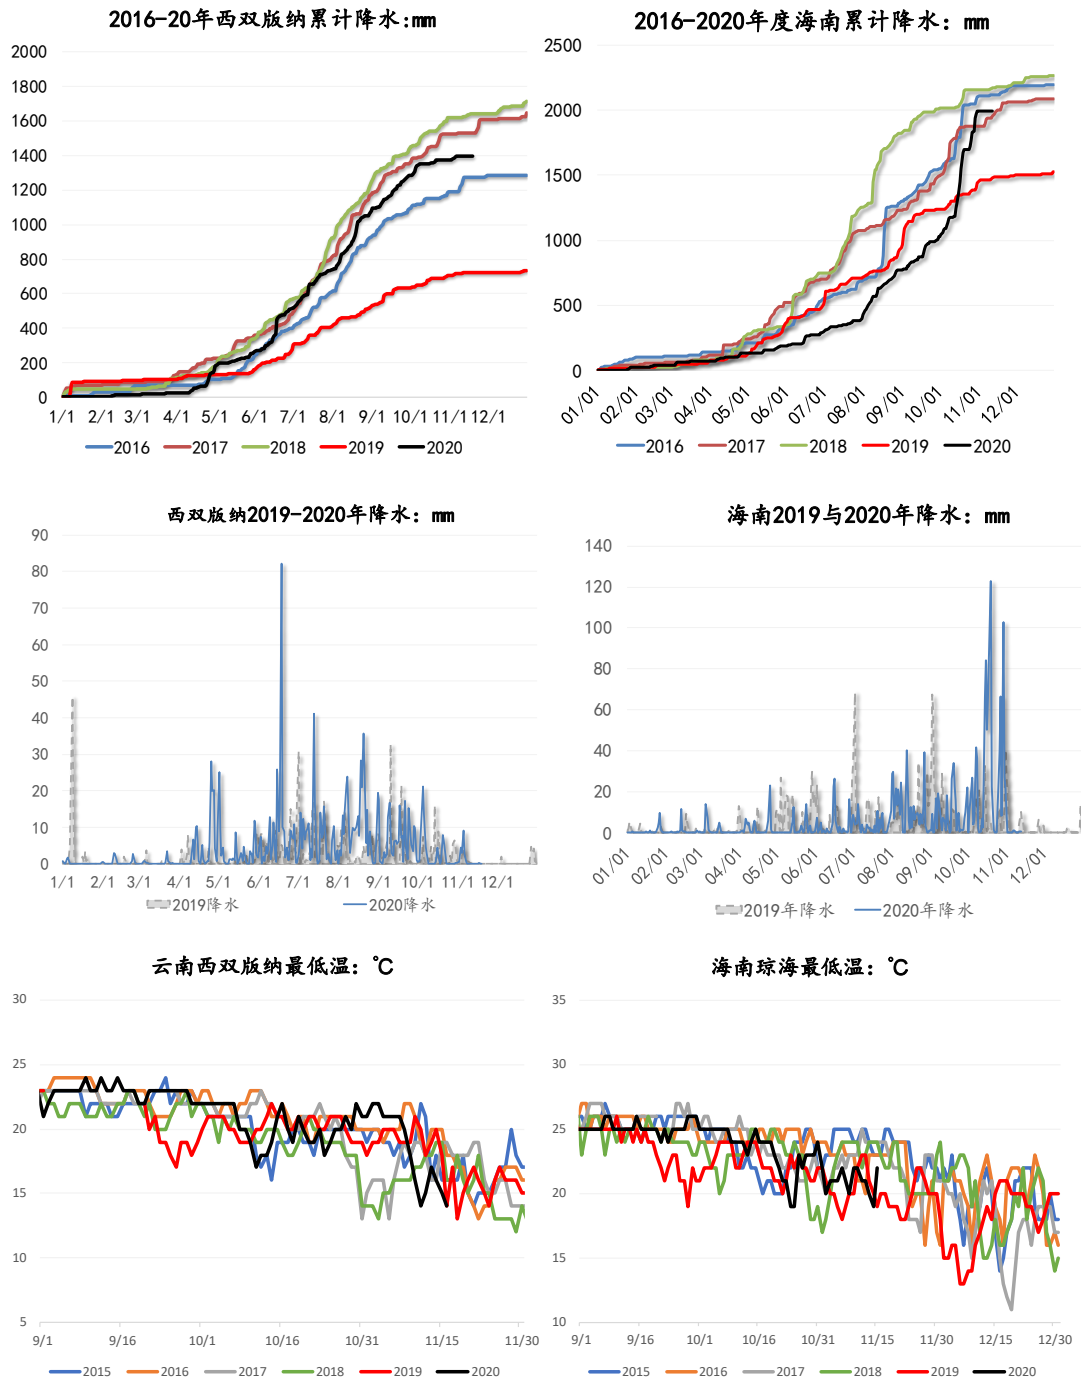 2016-20年西双版纳累计降水:mm
2000
1800
1600
1400
1200
1000
800
600
400
200
0
1/1 2/1 3/1 4/1 5/1 6/1 7/1 8/1 9/1 10/1 11/1 12/1
2016 2017 2018 2019 2020
2016-2020年度海南累计降水：mm
2500
2000
1500
1000
500
0
01/01 02/01 03/01 04/01 05/01 06/01 07/01 08/01 09/01 10/01 11/01 12/01
2016 2017 2018 2019 2020
西双版纳2019-2020年降水：mm
90
80
70
60
50
40
30
20
10
0
1/1 2/1 3/1 4/1 5/1 6/1 7/1 8/1 9/1 10/1 11/1 12/1
2019降水 2020降水
海南2019与2020年降水：mm
140
120
100
80
60
40
20
0
01/01 02/01 03/01 04/01 05/01 06/01 07/01 08/01 09/01 10/01 11/01 12/01
2019年降水 2020年降水
云南西双版纳最低温：℃
30
25
20
15
10
5
9/1 9/16 10/1 10/16 10/31 11/15 11/30
2015 2016 2017 2018 2019 2020
海南琼海最低温：℃
35
30
25
20
15
10
9/1 9/16 10/1 10/16 10/31 11/15 11/30 12/15 12/30
2015 2016 2017 2018 2019 2020